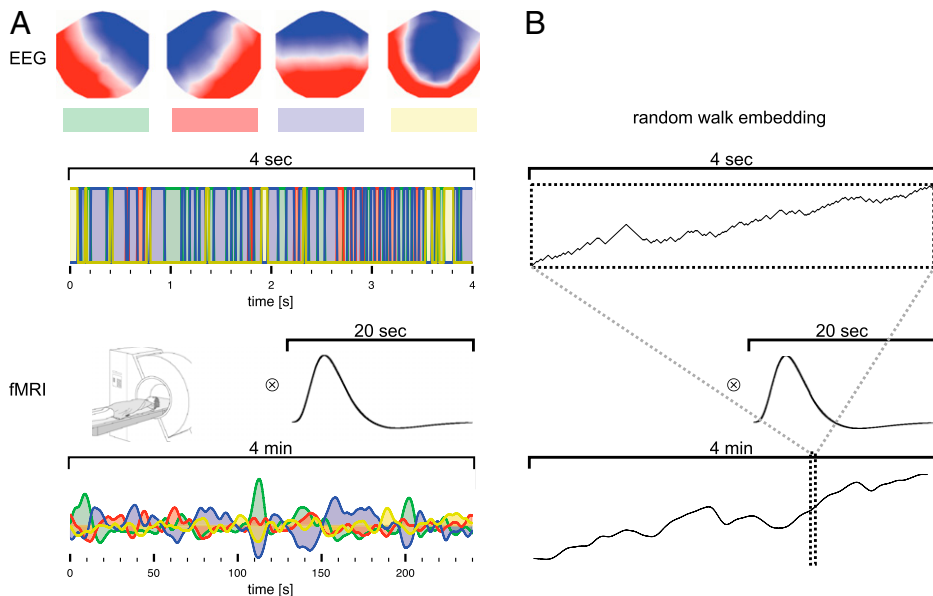 A
B
EEG
random walk embedding
4 sec
4 sec
0 1 2 3 4
time [s]
20 sec
20 sec
fMRI
⊗
⊗
4 min
4 min
0 50 100 150 200
time [s]